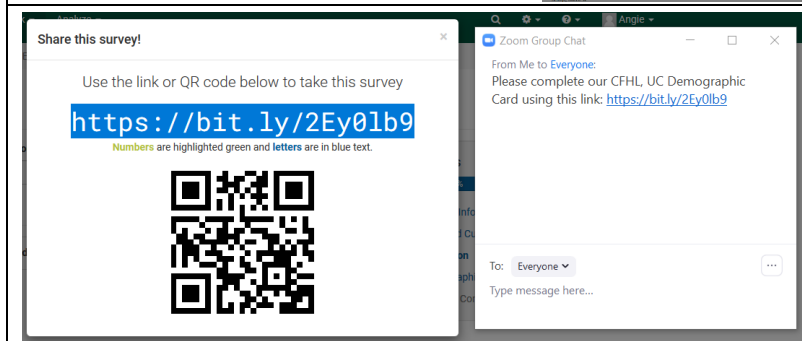 Analyze
Angie
Share this survey!
×
Use the link or QR code below to take this survey
https://bit.ly/2Ey0lb9
Numbers are highlighted green and letters are in blue text.
Zoom Group Chat
From Me to Everyone:
Please complete our CFHL, UC Demographic
Card using this link: https://bit.ly/2Ey0lb9
To: Everyone
Type message here...